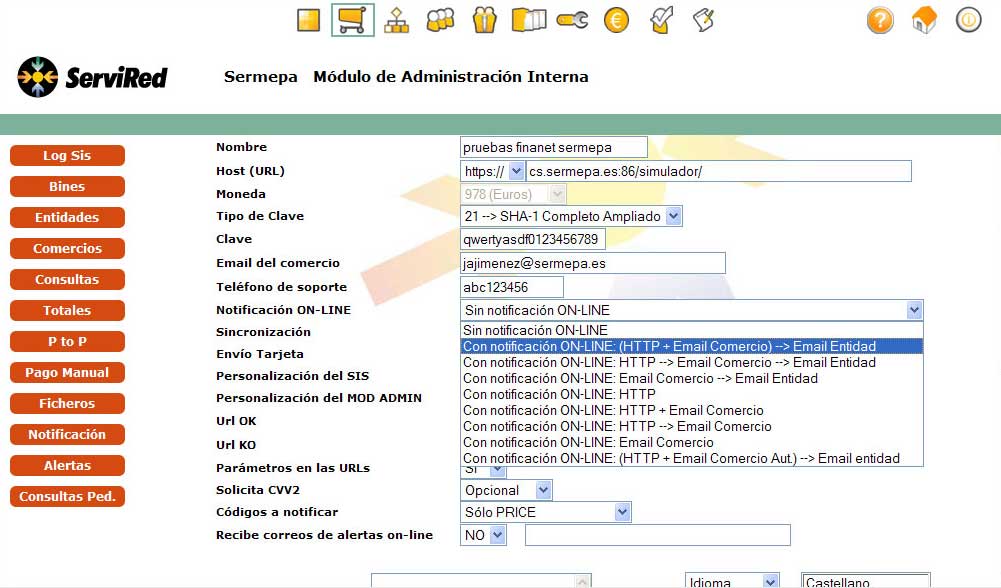 ServiRed
Sermepa Módulo de Administración Interna
Log Sis
Bines
Entidades
Comercios
Consultas
Totales
P to P
Pago Manual
Ficheros
Notificación
Alertas
Consultas Ped.
Nombre pruebas finanet sermepa
Host (URL) https:// cs.sermepa.es:86/simulador/
Moneda 978 (Euros)
Tipo de Clave 21 --> SHA-1 Completo Ampliado
Clave qwertyasdf0123456789
Email del comercio jajimenez@sermepa.es
Teléfono de soporte abc123456
Notificación ON-LINE Sin notificación ON-LINE
Sincronización
Envío Tarjeta
Personalización del SIS
Personalización del MOD ADMIN
Url OK
Url KO
Sin notificación ON-LINE
Con notificación ON-LINE: (HTTP + Email Comercio) --> Email Entidad
Con notificación ON-LINE: HTTP --> Email Comercio --> Email Entidad
Con notificación ON-LINE: Email Comercio --> Email Entidad
Con notificación ON-LINE: HTTP
Con notificación ON-LINE: HTTP + Email Comercio
Con notificación ON-LINE: HTTP --> Email Comercio
Con notificación ON-LINE: Email Comercio
Con notificación ON-LINE: (HTTP + Email Comercio Aut.) --> Email entidad
Parámetros en las URLs
Solicita CVV2 Opcional
Códigos a notificar Sólo PRICE
Recibe correos de alertas on-line NO
Idioma Castellano